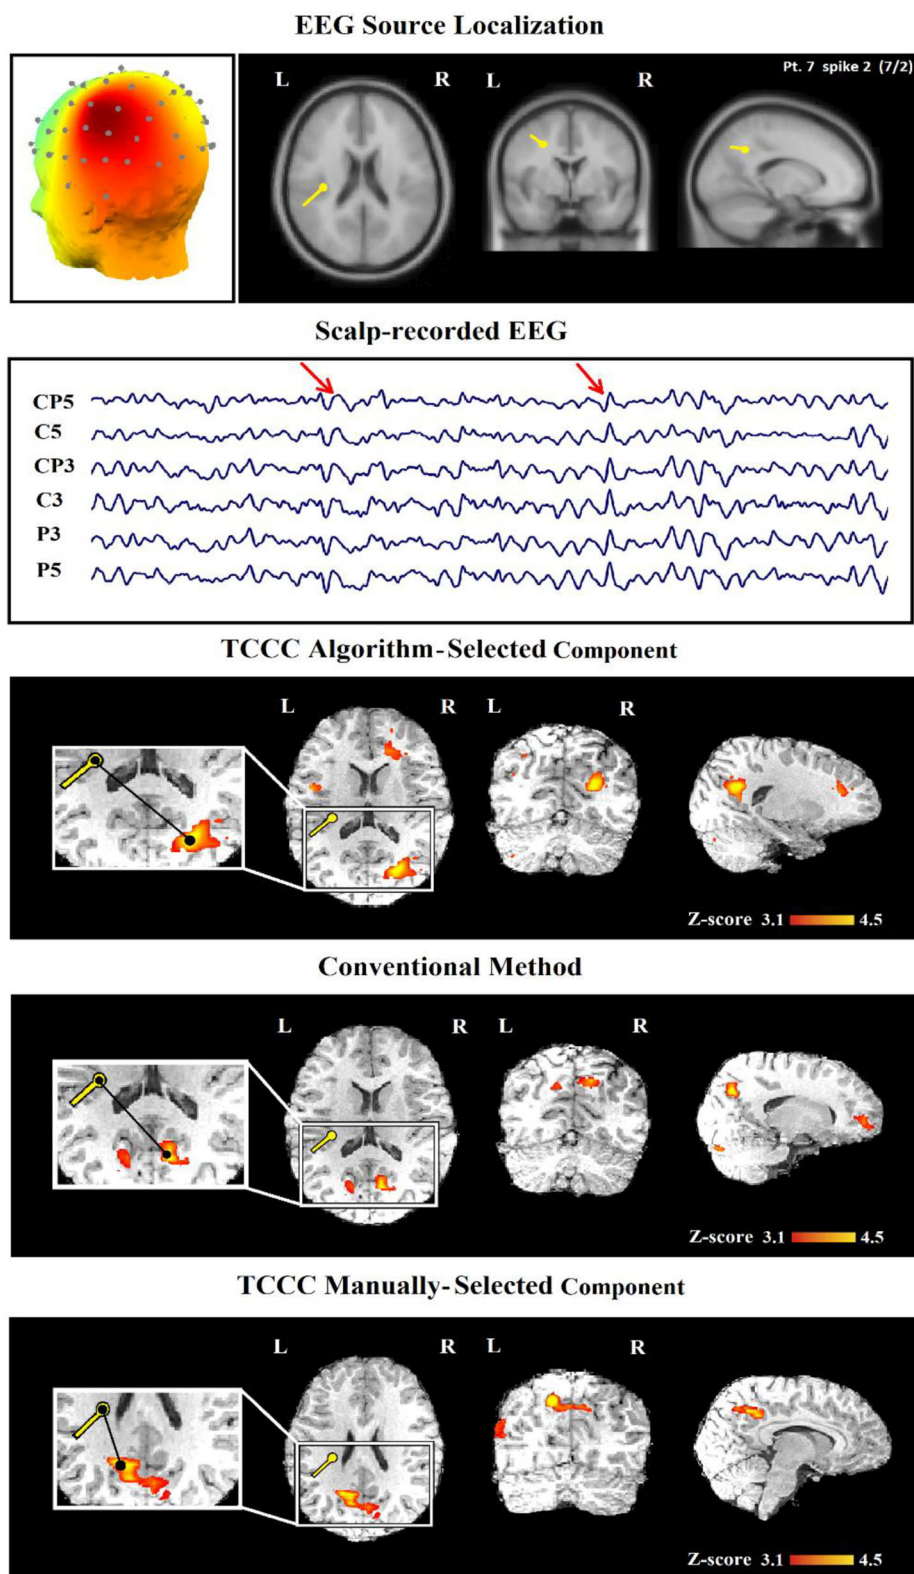 EEG Source Localization
L R L R Pt. 7 spike 2 (7/2)
Scalp-recorded EEG
CP5
C5
CP3
C3
P3
P5
TCCC Algorithm-Selected Component
L R L R
Z-score 3.1 4.5
Conventional Method
L R L R
Z-score 3.1 4.5
TCCC Manually-Selected Component
L R L R
Z-score 3.1 4.5